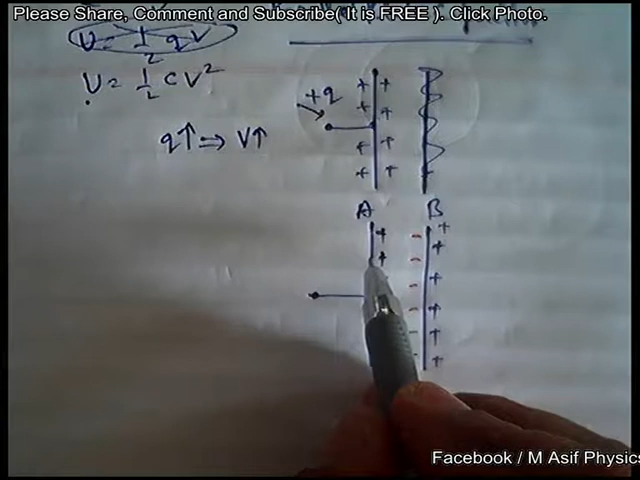 Please Share, Comment and Subscribe( It is FREE ). Click Photo.
U = 1/2 qV
U = 1/2 CV²
+q
q↑ ⇒ V↑
+ +
+ +
+ +
+ +
A B
+
- +
- +
- +
- +
- +
- +
+
+
Facebook / M Asif Physics